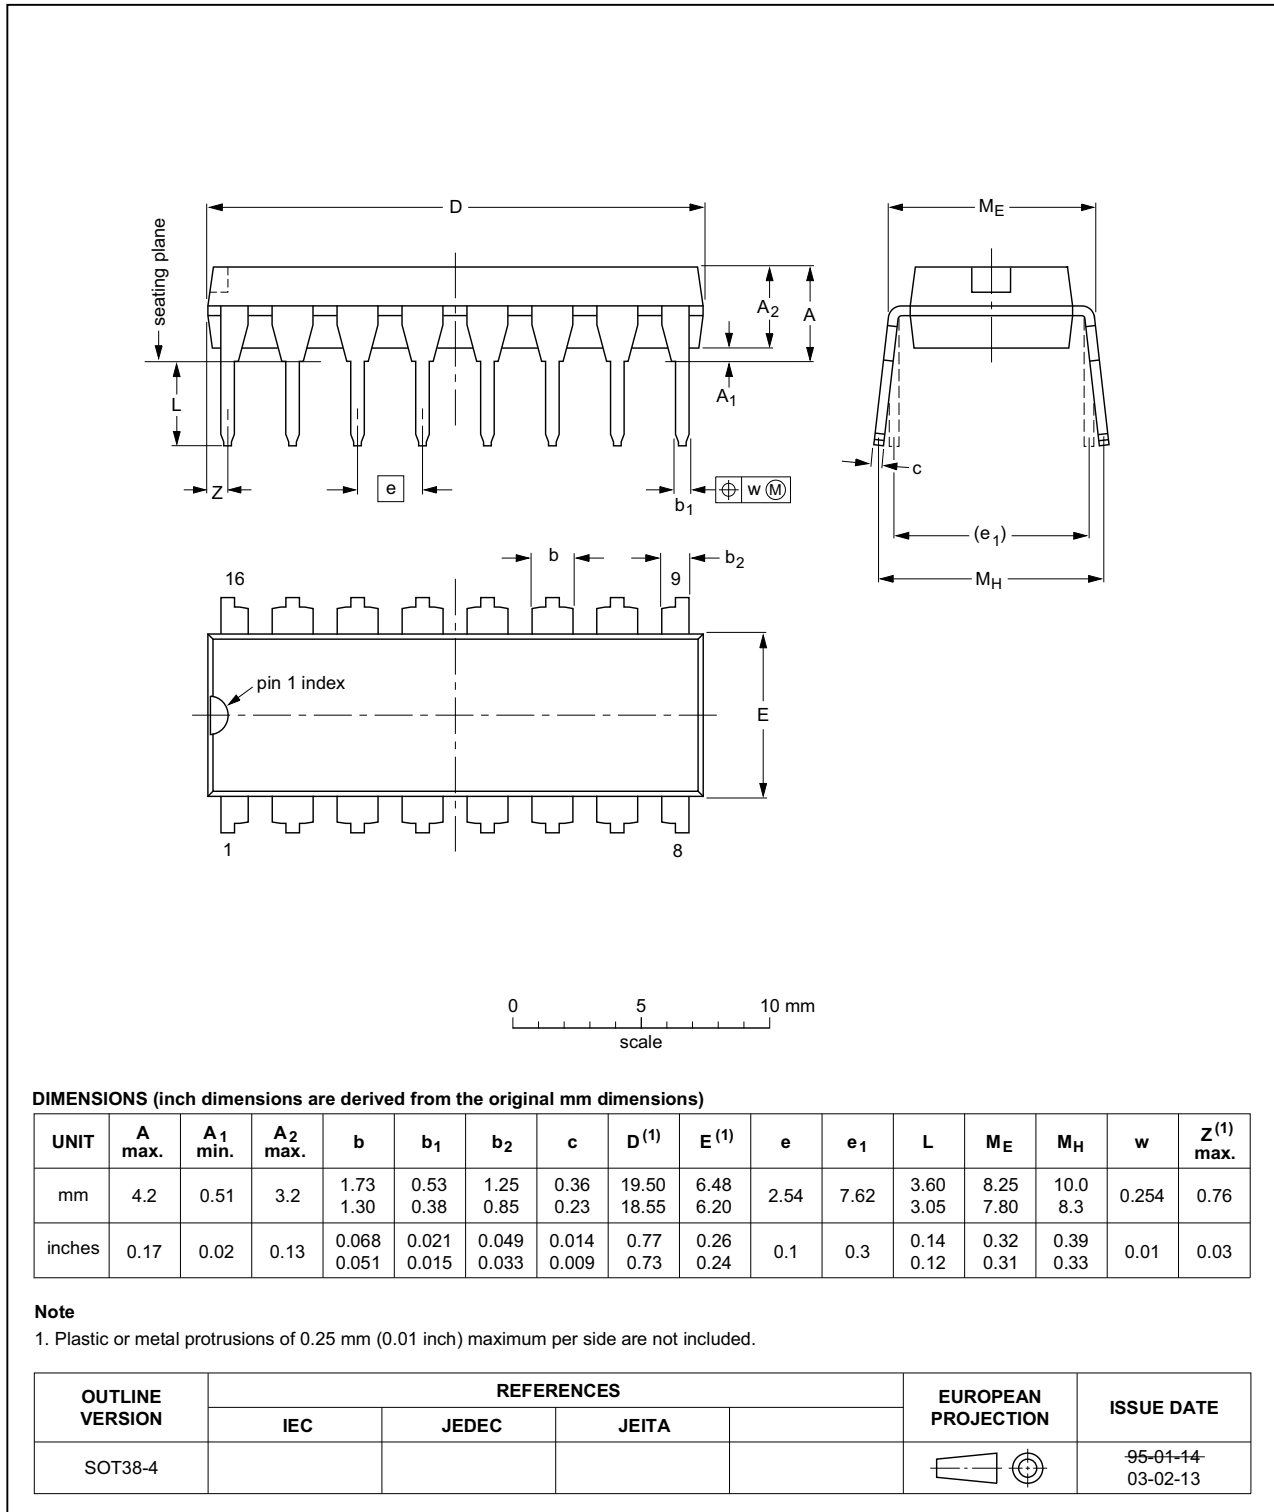 D
ME
seating plane
A2
A
L
A1
Z
e
b1
w M
c
(e1)
MH
b
b2
16
9
pin 1 index
E
1
8
0 5 10 mm
scale
DIMENSIONS (inch dimensions are derived from the original mm dimensions)
UNIT A max. A1 min. A2 max. b b1 b2 c D(1) E(1) e e1 L ME MH w Z(1) max.
mm 4.2 0.51 3.2 1.73 1.30 0.53 0.38 1.25 0.85 0.36 0.23 19.50 18.55 6.48 6.20 2.54 7.62 3.60 3.05 8.25 7.80 10.0 8.3 0.254 0.76
inches 0.17 0.02 0.13 0.068 0.051 0.021 0.015 0.049 0.033 0.014 0.009 0.77 0.73 0.26 0.24 0.1 0.3 0.14 0.12 0.32 0.31 0.39 0.33 0.01 0.03
Note
1. Plastic or metal protrusions of 0.25 mm (0.01 inch) maximum per side are not included.
OUTLINE VERSION REFERENCES EUROPEAN PROJECTION ISSUE DATE
IEC JEDEC JEITA
SOT38-4 95-01-14
03-02-13